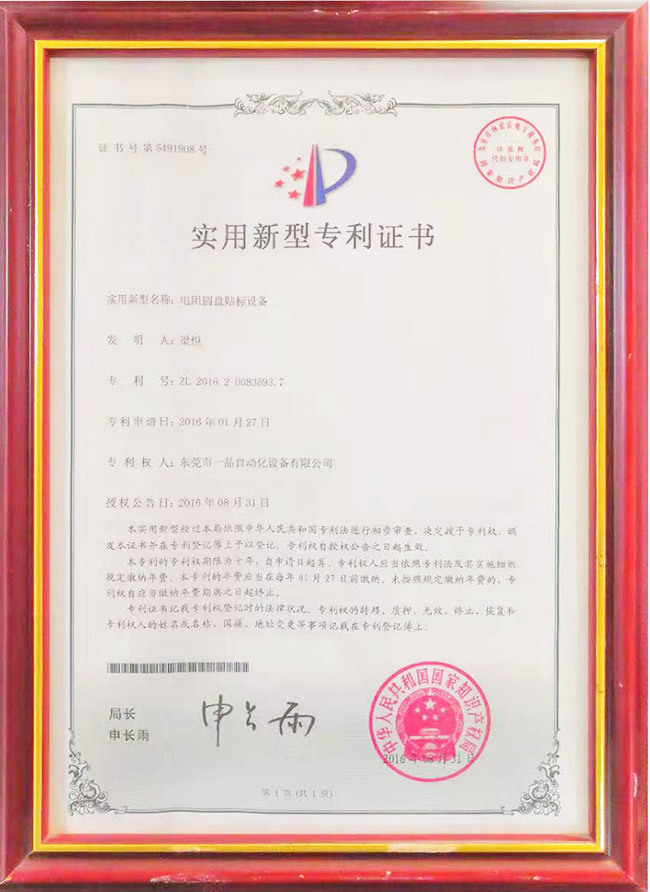 证书号第5491908号
实用新型专利证书
实用新型名称：电阻圆盘贴标设备
发 明 人：梁恒
专 利 号：ZL 2016 2 0083893.7
专利申请日：2016年01月27日
专 利 权 人：东莞市一品自动化设备有限公司
授权公告日：2016年08月31日
本实用新型经过本局依照中华人民共和国专利法进行初步审查，决定授予专利权，颁
发本证书并在专利登记簿上予以登记。专利权自授权公告之日起生效。
本专利的专利权期限为十年，自申请日起算。专利权人应当依照专利法及其实施细则
规定缴纳年费。本专利的年费应当在每年01月27日前缴纳。未按照规定缴纳年费的，专
利权自应当缴纳年费期满之日起终止。
专利证书记载专利权登记时的法律状况。专利权的转移、质押、无效、终止、恢复和
专利权人的姓名或名称、国籍、地址变更等事项记载在专利登记簿上。
局长
申长雨
申长雨
中华人民共和国国家知识产权局
2016年08月31日
第1页(共1页)